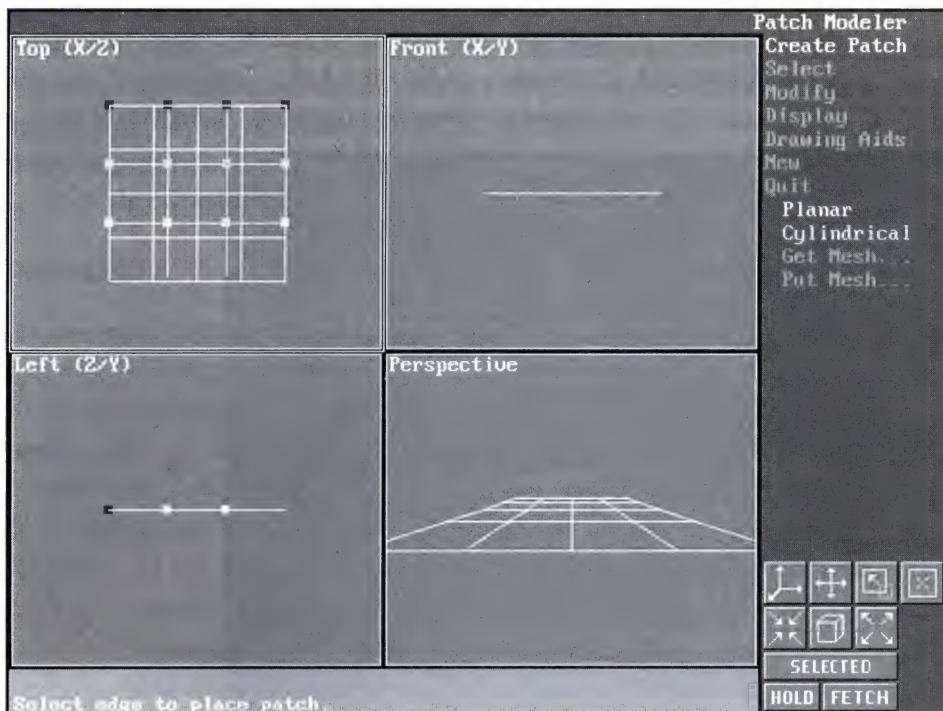 Patch Modeler
Top (X/Z)
Front (X/Y)
Create Patch
Select
Modify
Display
Drawing Aids
New
Quit
Planar
Cylindrical
Get Mesh...
Put Mesh...
Left (Z/Y)
Perspective
SELECTED
HOLD FETCH
Select edge to place patch.